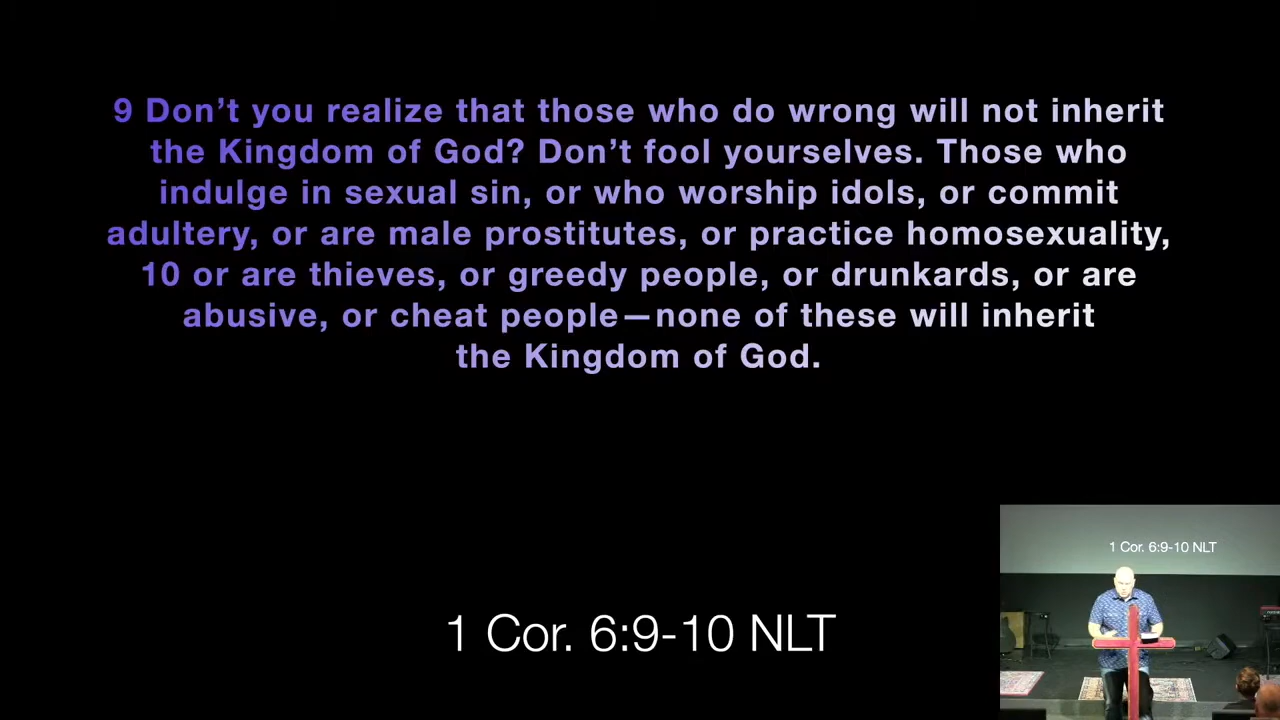 9 Don’t you realize that those who do wrong will not inherit
the Kingdom of God? Don’t fool yourselves. Those who
indulge in sexual sin, or who worship idols, or commit
adultery, or are male prostitutes, or practice homosexuality,
10 or are thieves, or greedy people, or drunkards, or are
abusive, or cheat people—none of these will inherit
the Kingdom of God.
1 Cor. 6:9-10 NLT
1 Cor. 6:9-10 NLT